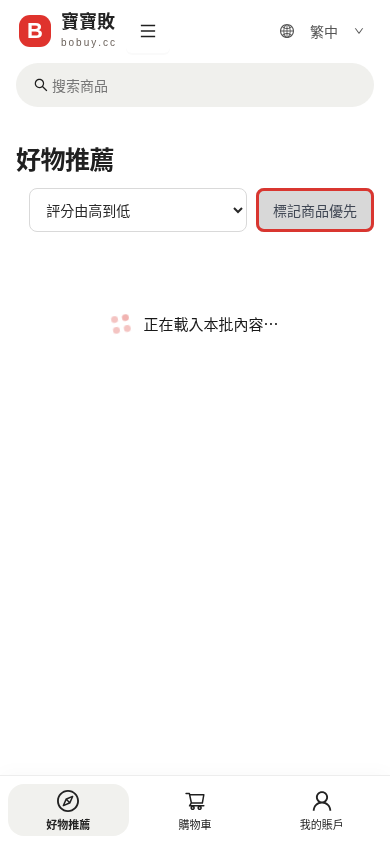 B
寶寶敗
bobuy.cc
繁中
搜索商品
好物推薦
評分由高到低
標記商品優先
正在載入本批內容⋯
好物推薦
購物車
我的賬戶